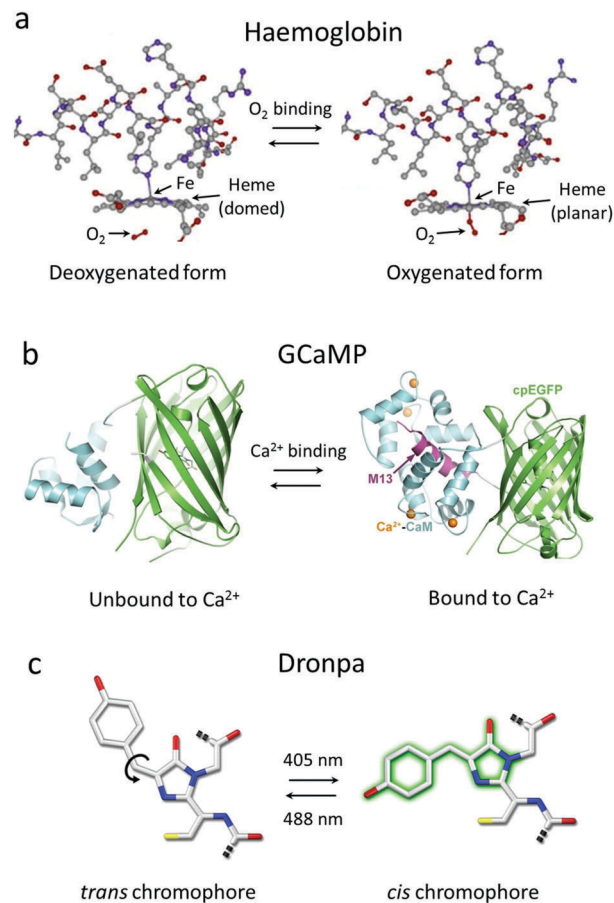 a
Haemoglobin
O₂ binding
Fe
Heme
(domed)
O₂
Deoxygenated form
Fe
Heme
(planar)
O₂
Oxygenated form
b
GCaMP
cpEGFP
Ca²⁺ binding
M13
Ca²⁺-CaM
Unbound to Ca²⁺
Bound to Ca²⁺
c
Dronpa
405 nm
488 nm
trans chromophore
cis chromophore